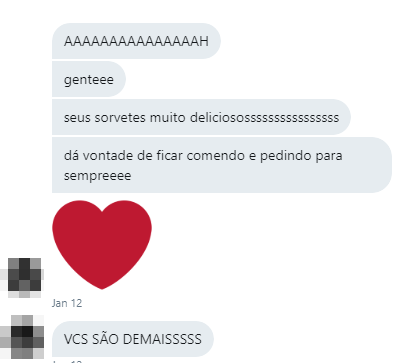 AAAAAAAAAAAAAAAH
genteee
seus sorvetes muito deliciosossssssssssssssss
dá vontade de ficar comendo e pedindo para
sempreeee
Jan 12
VCS SÃO DEMAISSSSS